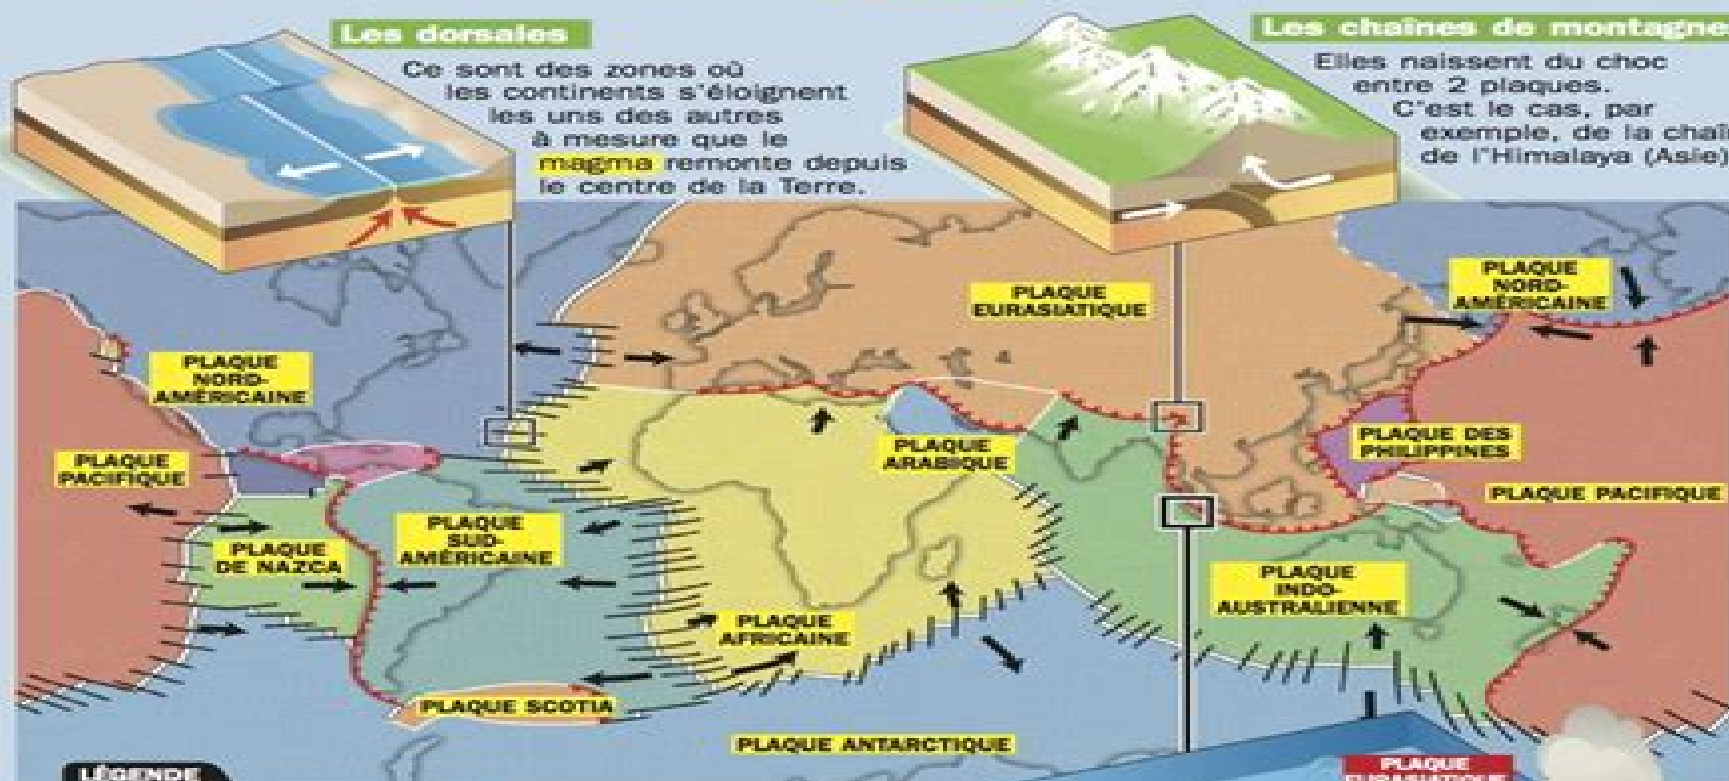 Les dorsales
Ce sont des zones où
les continents s'éloignent
les uns des autres
à mesure que le
magma remonte depuis
le centre de la Terre.
Les chaînes de montagne
Elles naissent du choc
entre 2 plaques.
C'est le cas, par
exemple, de la chaî
de l'Himalaya (Asie)
PLAQUE
NORD-
AMÉRICAINE
PLAQUE
EURASIATIQUE
PLAQUE
NORD-
AMÉRICAINE
PLAQUE
PACIFIQUE
PLAQUE
ARABIQUE
PLAQUE DES
PHILIPPINES
PLAQUE PACIFIQUE
PLAQUE
DE NAZCA
PLAQUE
SUD-
AMÉRICAINE
PLAQUE
AFRICAINE
PLAQUE
INDO-
AUSTRALIENNE
PLAQUE SCOTIA
PLAQUE ANTARCTIQUE
LÉGENDE
PLAQUE
EURASIATIQUE